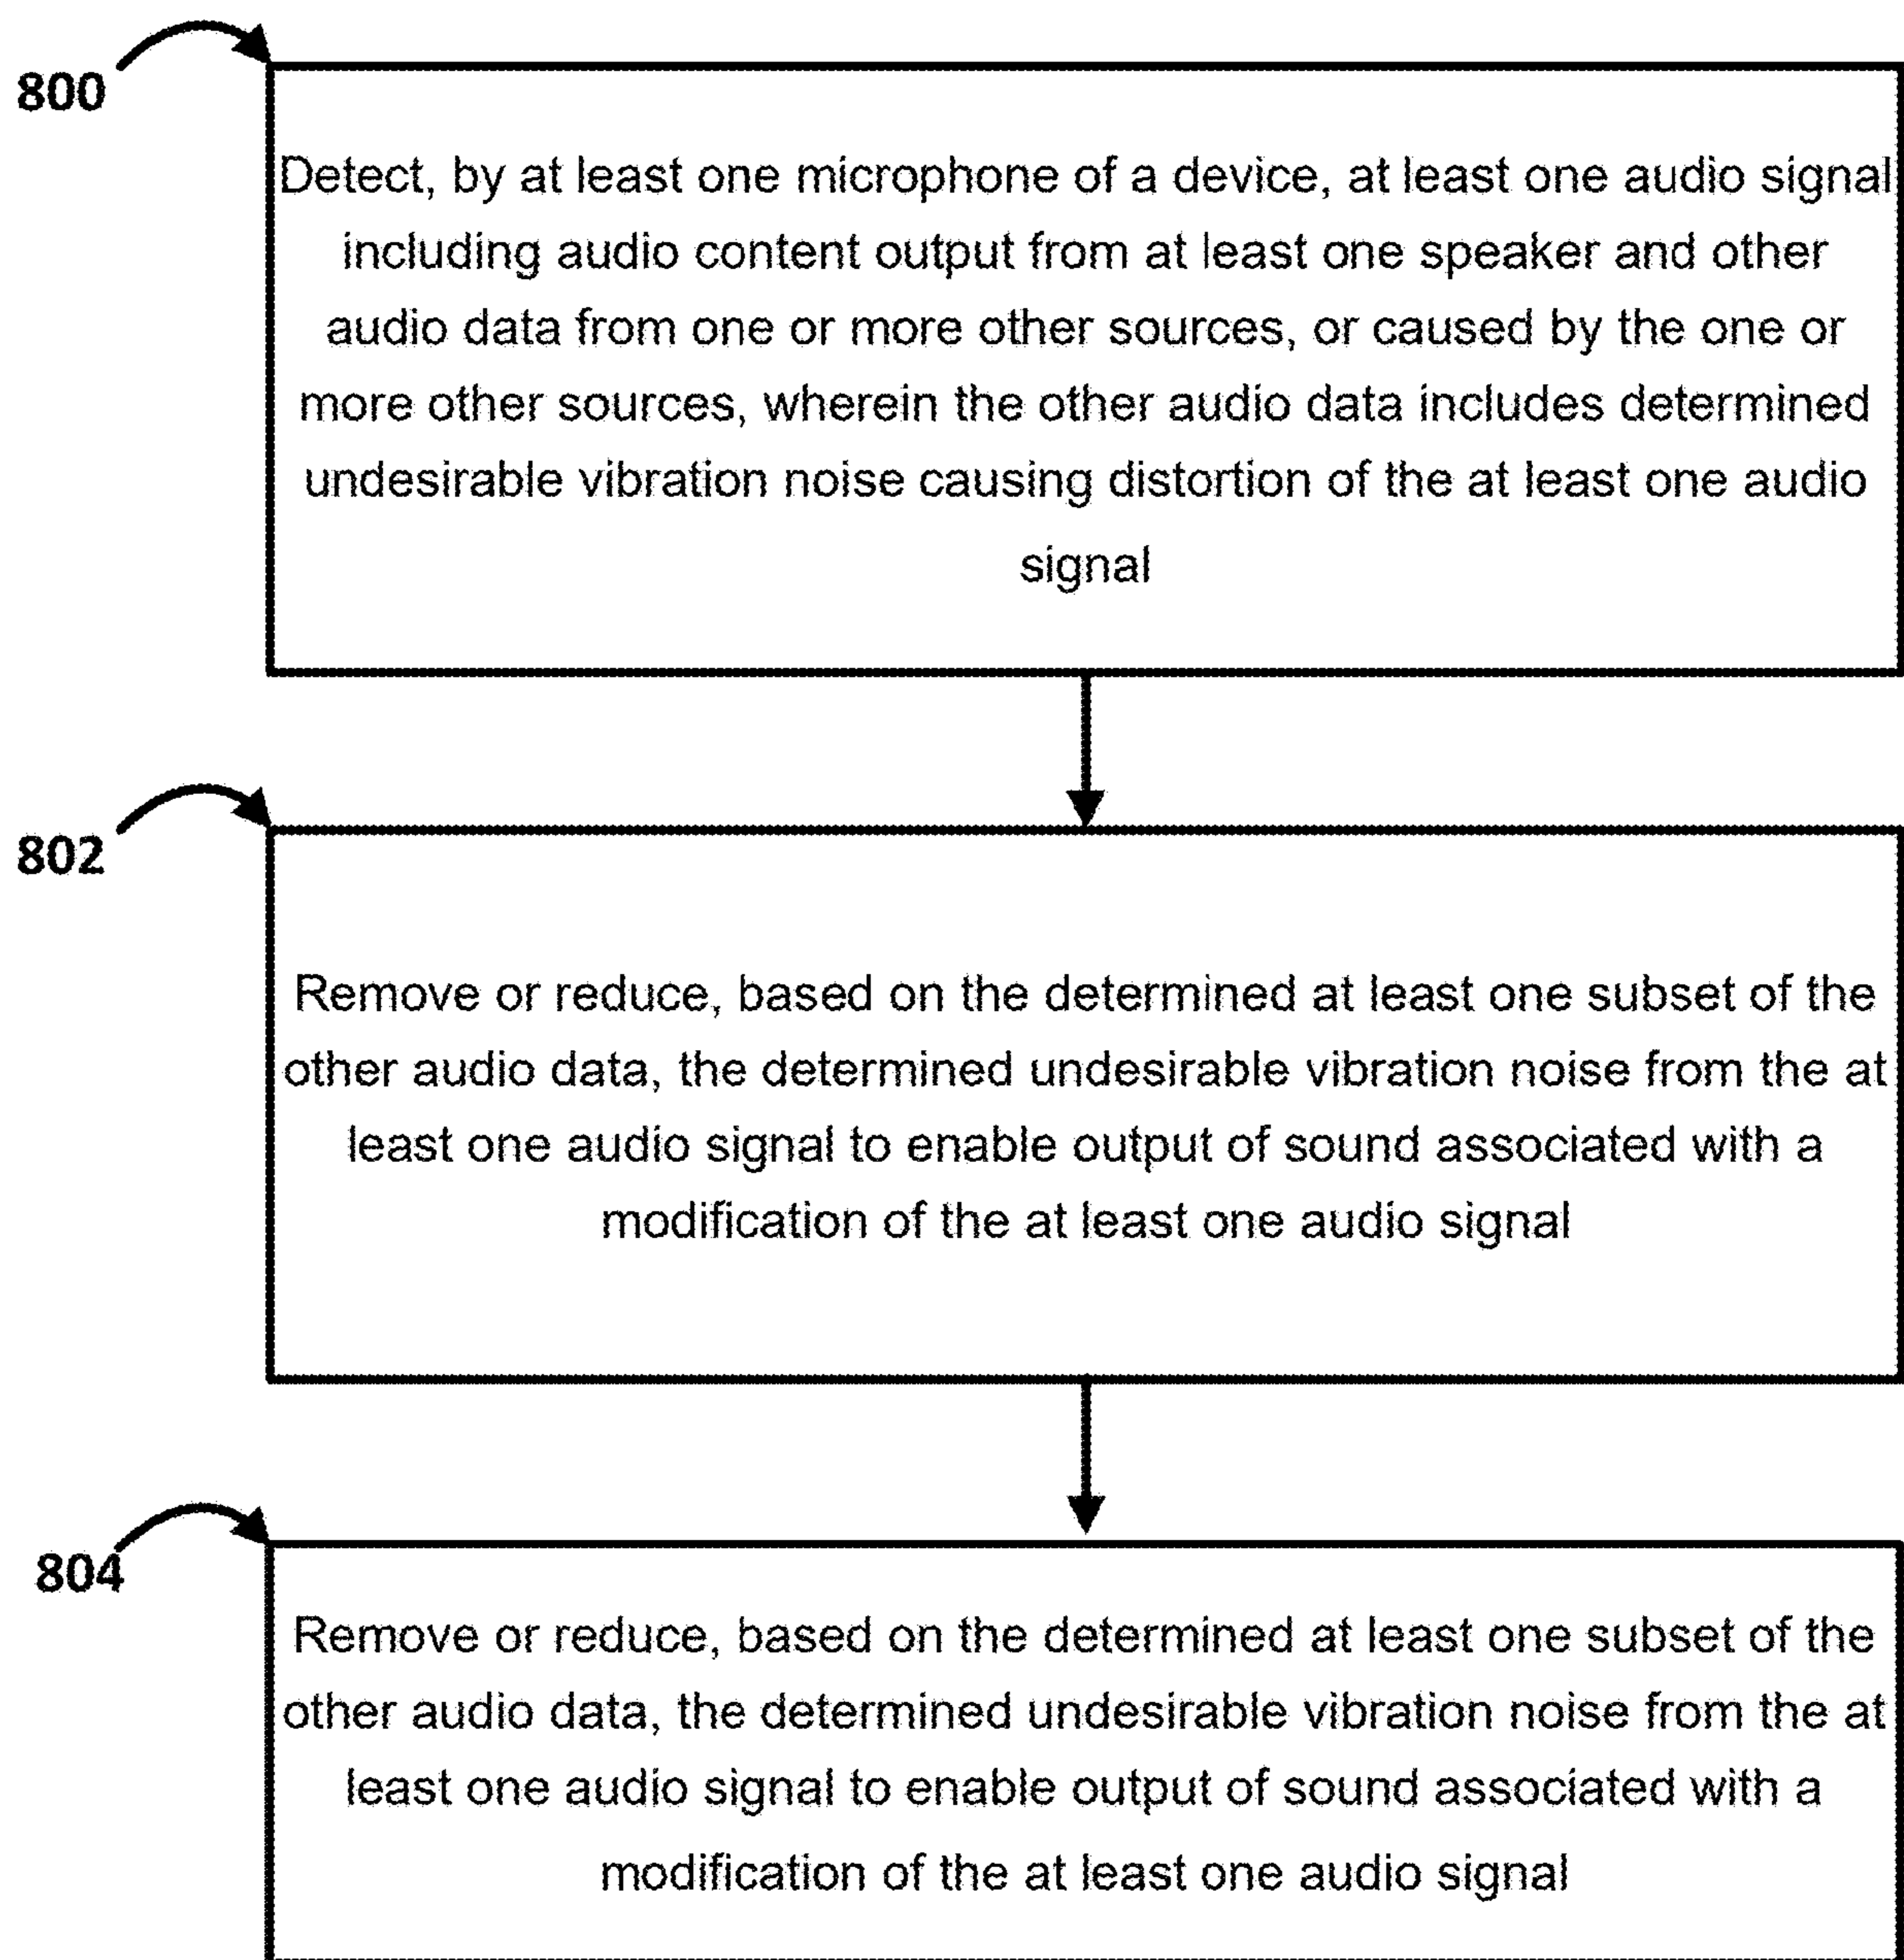 800
Detect, by at least one microphone of a device, at least one audio signal
including audio content output from at least one speaker and other
audio data from one or more other sources, or caused by the one or
more other sources, wherein the other audio data includes determined
undesirable vibration noise causing distortion of the at least one audio
signal
802
Remove or reduce, based on the determined at least one subset of the
other audio data, the determined undesirable vibration noise from the at
least one audio signal to enable output of sound associated with a
modification of the at least one audio signal
804
Remove or reduce, based on the determined at least one subset of the
other audio data, the determined undesirable vibration noise from the at
least one audio signal to enable output of sound associated with a
modification of the at least one audio signal